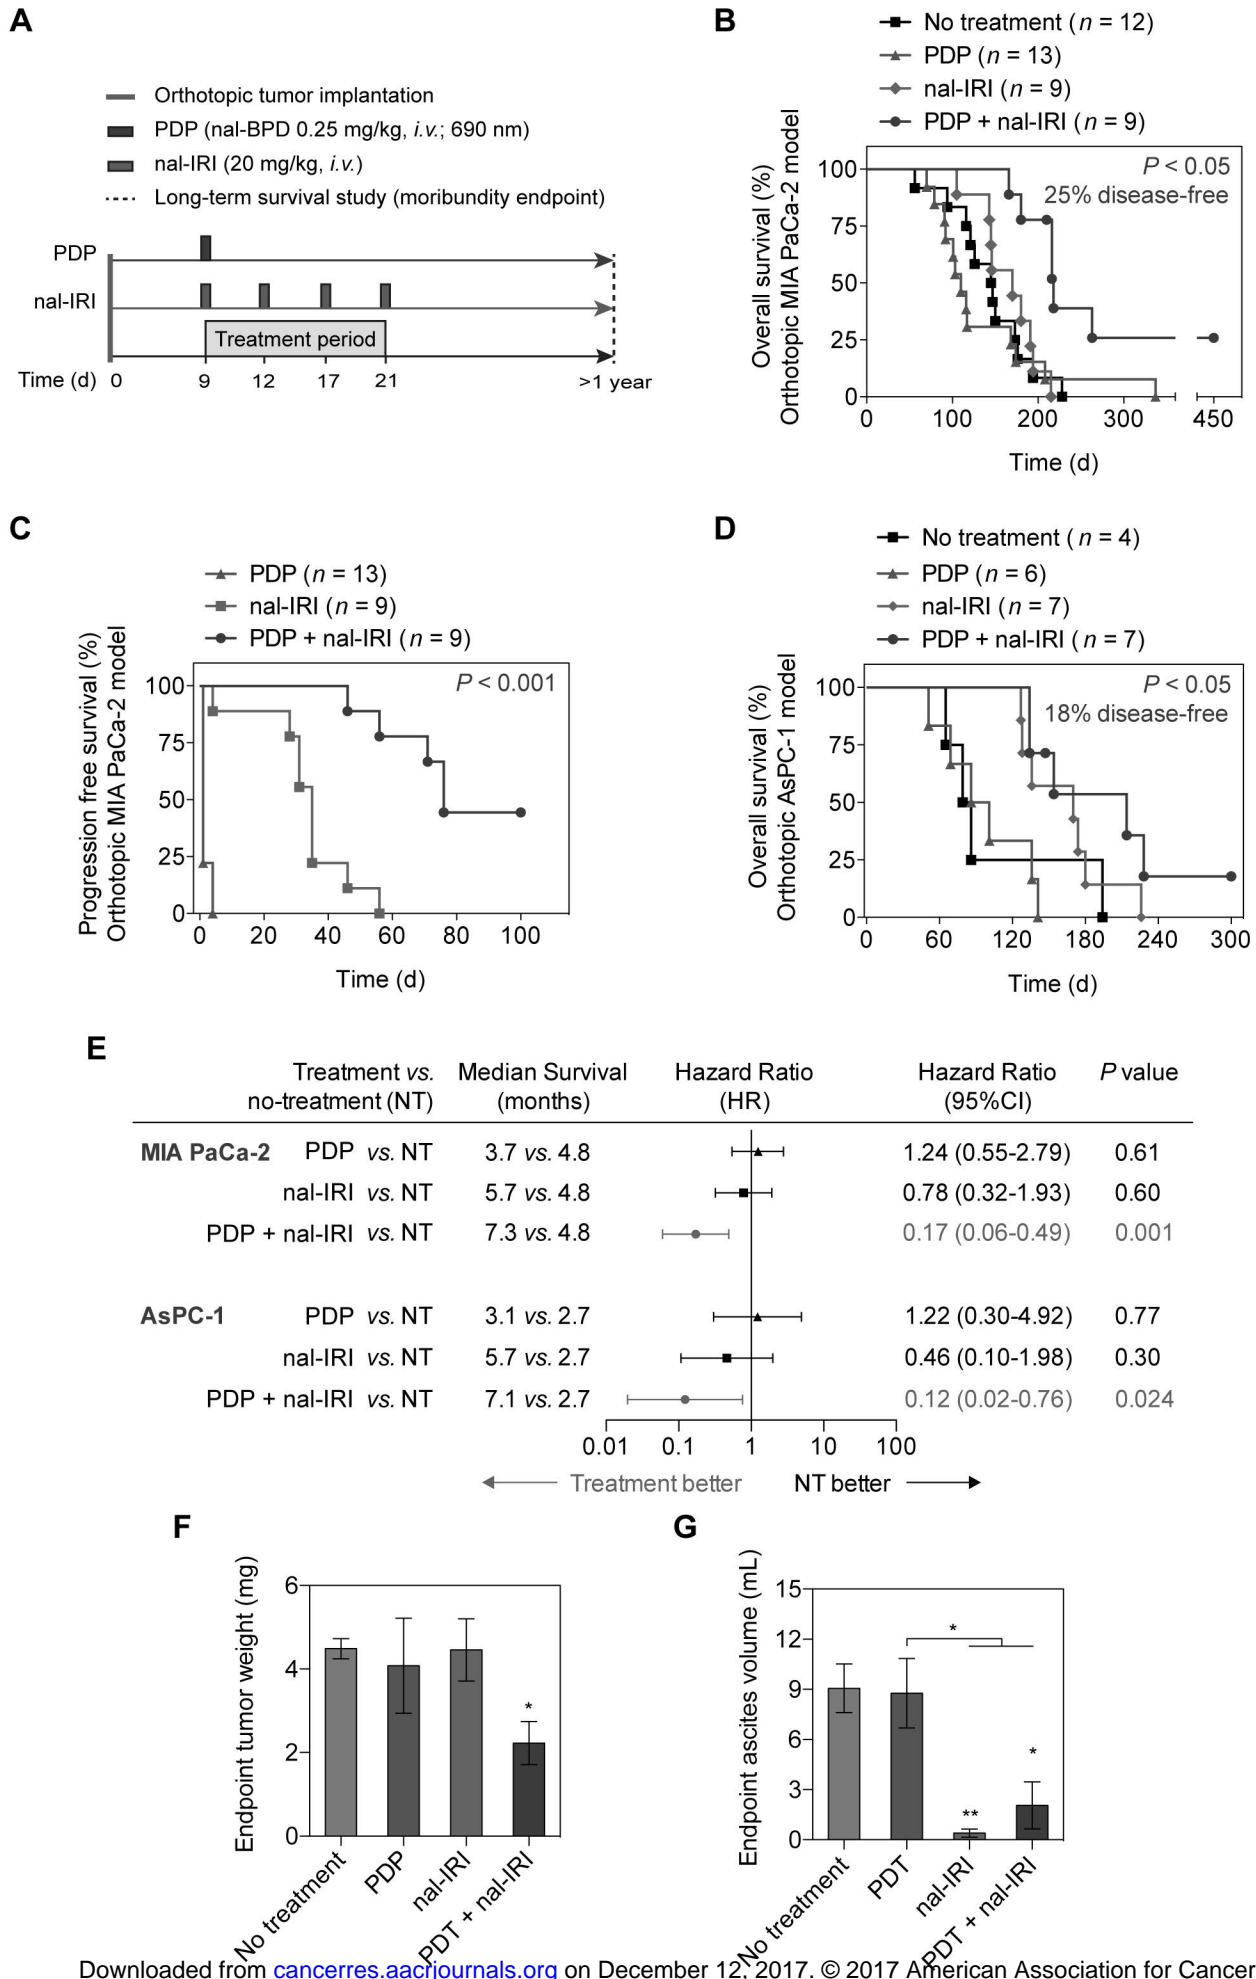 A
Orthotopic tumor implantation
PDP (nal-BPD 0.25 mg/kg, i.v.; 690 nm)
nal-IRI (20 mg/kg, i.v.)
Long-term survival study (moribundity endpoint)
PDP
nal-IRI
Treatment period
Time (d) 0 9 12 17 21 >1 year
B
No treatment (n = 12)
PDP (n = 13)
nal-IRI (n = 9)
PDP + nal-IRI (n = 9)
Overall survival (%)
Orthotopic MIA PaCa-2 model
P < 0.05
25% disease-free
100
75
50
25
0
0 100 200 300 450
Time (d)
C
PDP (n = 13)
nal-IRI (n = 9)
PDP + nal-IRI (n = 9)
Progression free survival (%)
Orthotopic MIA PaCa-2 model
P < 0.001
100
75
50
25
0
0 20 40 60 80 100
Time (d)
D
No treatment (n = 4)
PDP (n = 6)
nal-IRI (n = 7)
PDP + nal-IRI (n = 7)
Overall survival (%)
Orthotopic AsPC-1 model
P < 0.05
18% disease-free
100
75
50
25
0
0 60 120 180 240 300
Time (d)
E
Treatment vs. Median Survival Hazard Ratio Hazard Ratio P value
no-treatment (NT) (months) (HR) (95%CI)
MIA PaCa-2 PDP vs. NT 3.7 vs. 4.8 1.24 (0.55-2.79) 0.61
nal-IRI vs. NT 5.7 vs. 4.8 0.78 (0.32-1.93) 0.60
PDP + nal-IRI vs. NT 7.3 vs. 4.8 0.17 (0.06-0.49) 0.001
AsPC-1 PDP vs. NT 3.1 vs. 2.7 1.22 (0.30-4.92) 0.77
nal-IRI vs. NT 5.7 vs. 2.7 0.46 (0.10-1.98) 0.30
PDP + nal-IRI vs. NT 7.1 vs. 2.7 0.12 (0.02-0.76) 0.024
0.01 0.1 1 10 100
Treatment better NT better
F
Endpoint tumor weight (mg)
6
4
2
0
*
No treatment
PDP
nal-IRI
PDT + nal-IRI
G
Endpoint ascites volume (mL)
15
12
9
6
3
0
*
**
*
No treatment
PDT
nal-IRI
PDT + nal-IRI
Downloaded from cancerres.aacrjournals.org on December 12, 2017. © 2017 American Association for Cancer